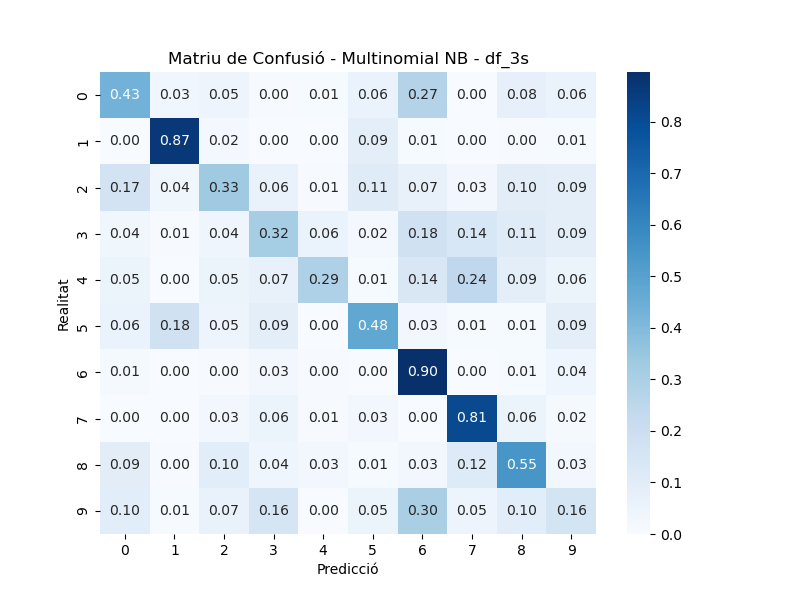 Matriu de Confusió - Multinomial NB - df_3s
0 0.43 0.03 0.05 0.00 0.01 0.06 0.27 0.00 0.08 0.06
1 0.00 0.87 0.02 0.00 0.00 0.09 0.01 0.00 0.00 0.01
2 0.17 0.04 0.33 0.06 0.01 0.11 0.07 0.03 0.10 0.09
3 0.04 0.01 0.04 0.32 0.06 0.02 0.18 0.14 0.11 0.09
4 0.05 0.00 0.05 0.07 0.29 0.01 0.14 0.24 0.09 0.06
5 0.06 0.18 0.05 0.09 0.00 0.48 0.03 0.01 0.01 0.09
6 0.01 0.00 0.00 0.03 0.00 0.00 0.90 0.00 0.01 0.04
7 0.00 0.00 0.03 0.06 0.01 0.03 0.00 0.81 0.06 0.02
8 0.09 0.00 0.10 0.04 0.03 0.01 0.03 0.12 0.55 0.03
9 0.10 0.01 0.07 0.16 0.00 0.05 0.30 0.05 0.10 0.16
0 1 2 3 4 5 6 7 8 9
Predicció
Realitat
0.8
0.7
0.6
0.5
0.4
0.3
0.2
0.1
0.0